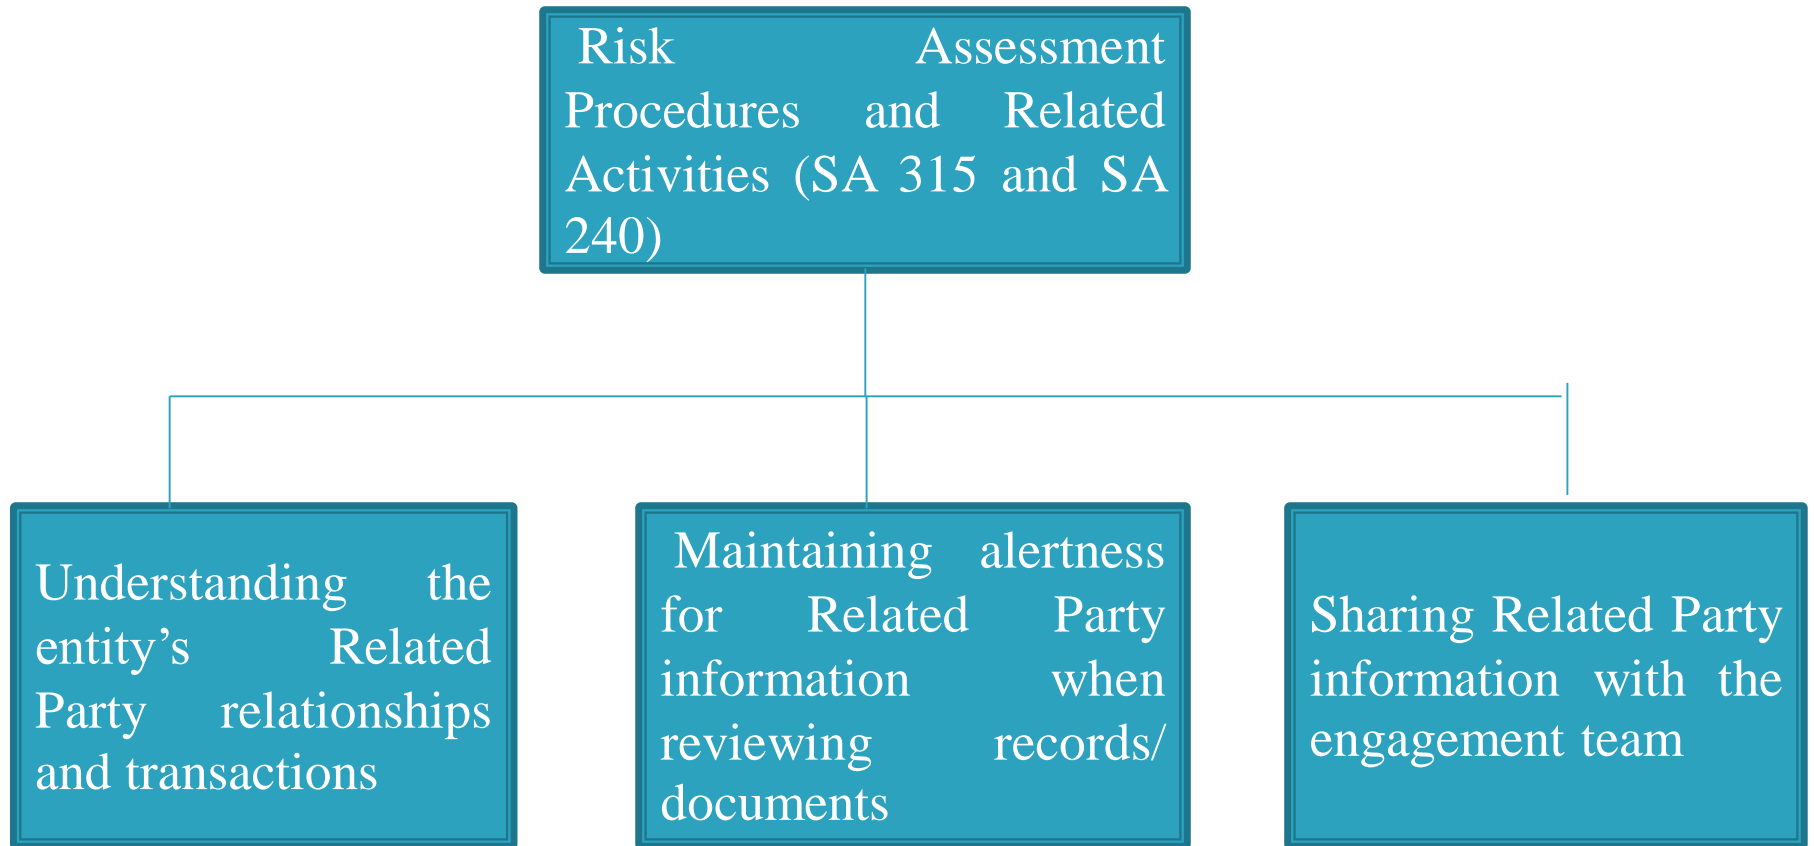 Risk Assessment
Procedures and Related
Activities (SA 315 and SA
240)
Understanding the
entity’s Related
Party relationships
and transactions
Maintaining alertness
for Related Party
information when
reviewing records/
documents
Sharing Related Party
information with the
engagement team